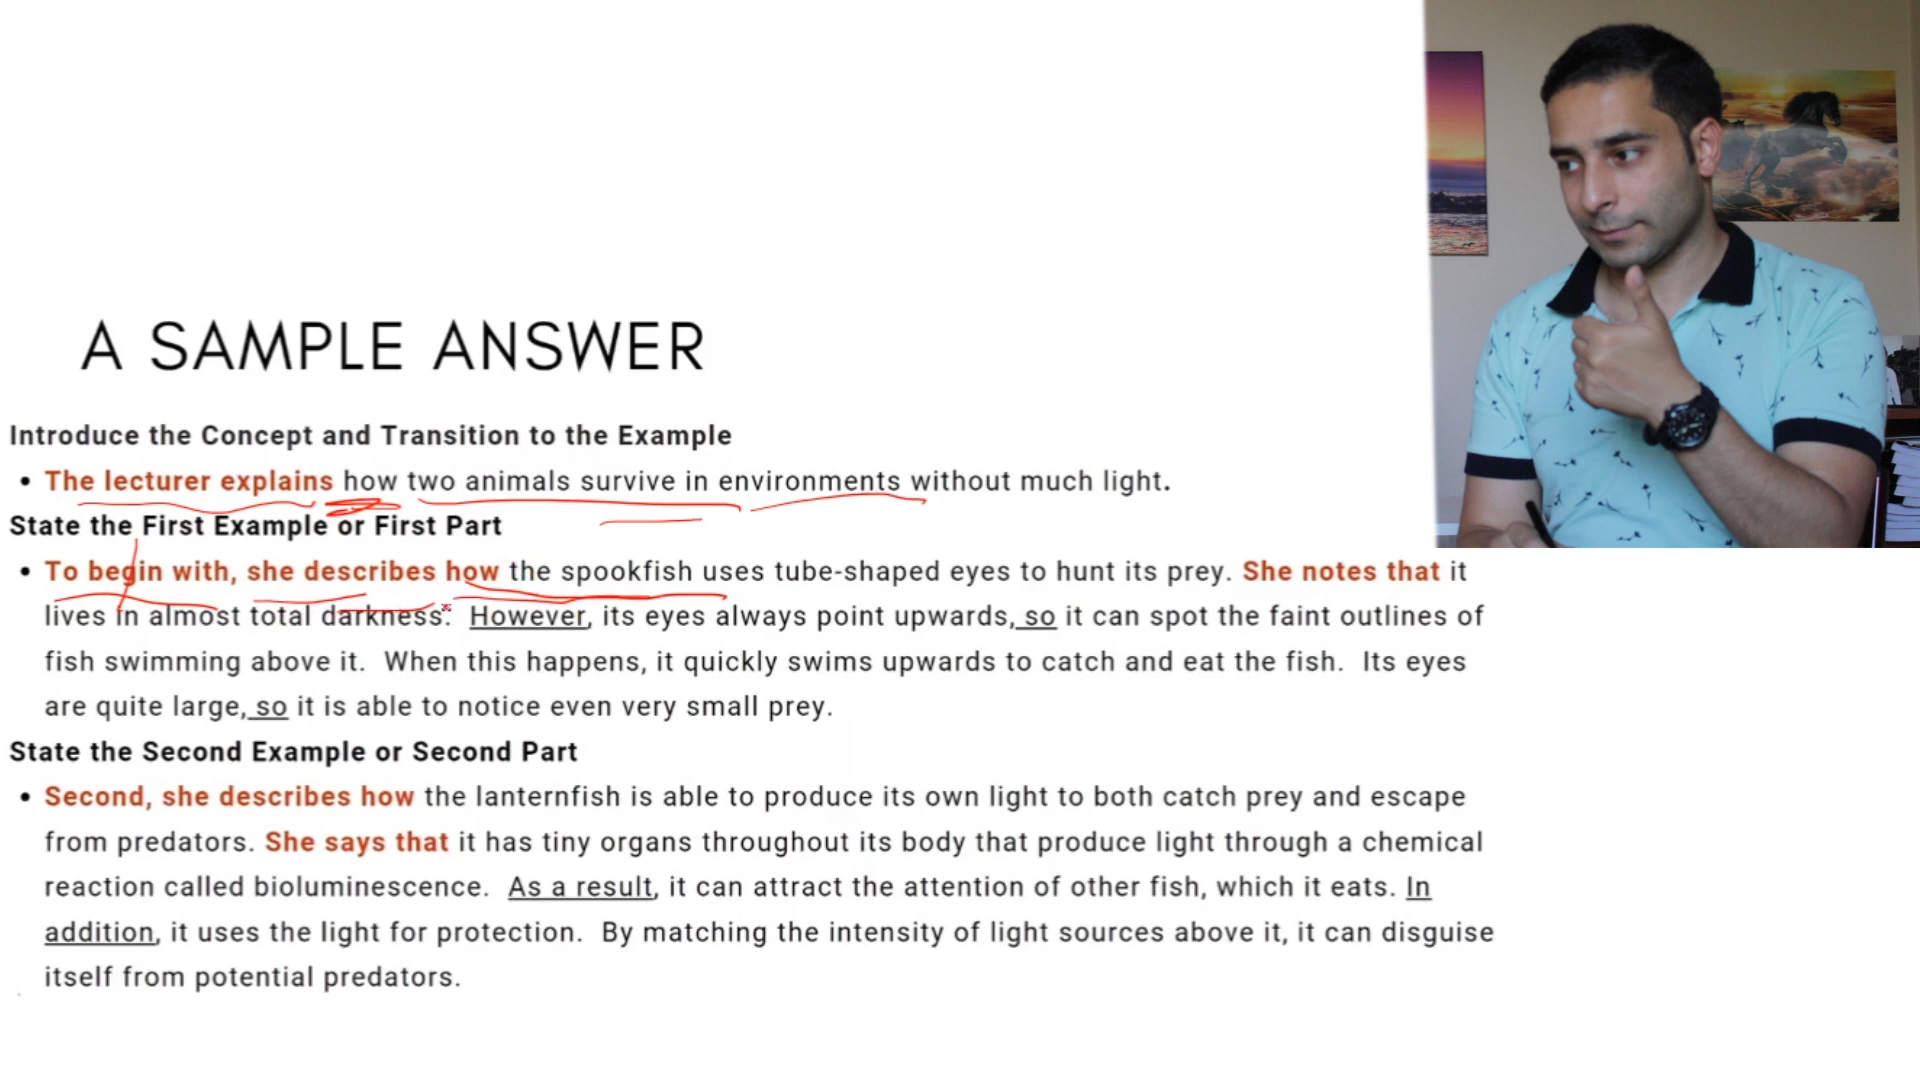 A SAMPLE ANSWER
Introduce the Concept and Transition to the Example
• The lecturer explains how two animals survive in environments without much light.
State the First Example or First Part
• To begin with, she describes how the spookfish uses tube-shaped eyes to hunt its prey. She notes that it
lives in almost total darkness. However, its eyes always point upwards, so it can spot the faint outlines of
fish swimming above it. When this happens, it quickly swims upwards to catch and eat the fish. Its eyes
are quite large, so it is able to notice even very small prey.
State the Second Example or Second Part
• Second, she describes how the lanternfish is able to produce its own light to both catch prey and escape
from predators. She says that it has tiny organs throughout its body that produce light through a chemical
reaction called bioluminescence. As a result, it can attract the attention of other fish, which it eats. In
addition, it uses the light for protection. By matching the intensity of light sources above it, it can disguise
itself from potential predators.